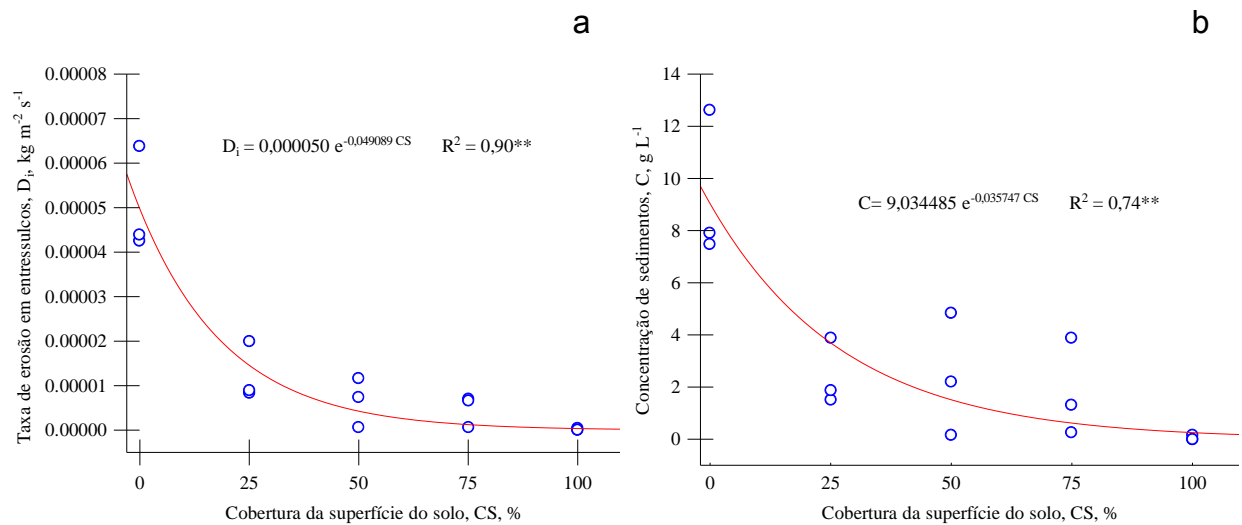 a
0.00008
0.00007
0.00006
0.00005
0.00004
0.00003
0.00002
0.00001
0.00000
Taxa de erosão em entressulcos, Di, kg m-2 s-1
Di = 0,000050 e-0,049089 CS R2 = 0,90**
0 25 50 75 100
Cobertura da superfície do solo, CS, %
b
14
12
10
8
6
4
2
0
Concentração de sedimentos, C, g L-1
C= 9,034485 e-0,035747 CS R2 = 0,74**
0 25 50 75 100
Cobertura da superfície do solo, CS, %